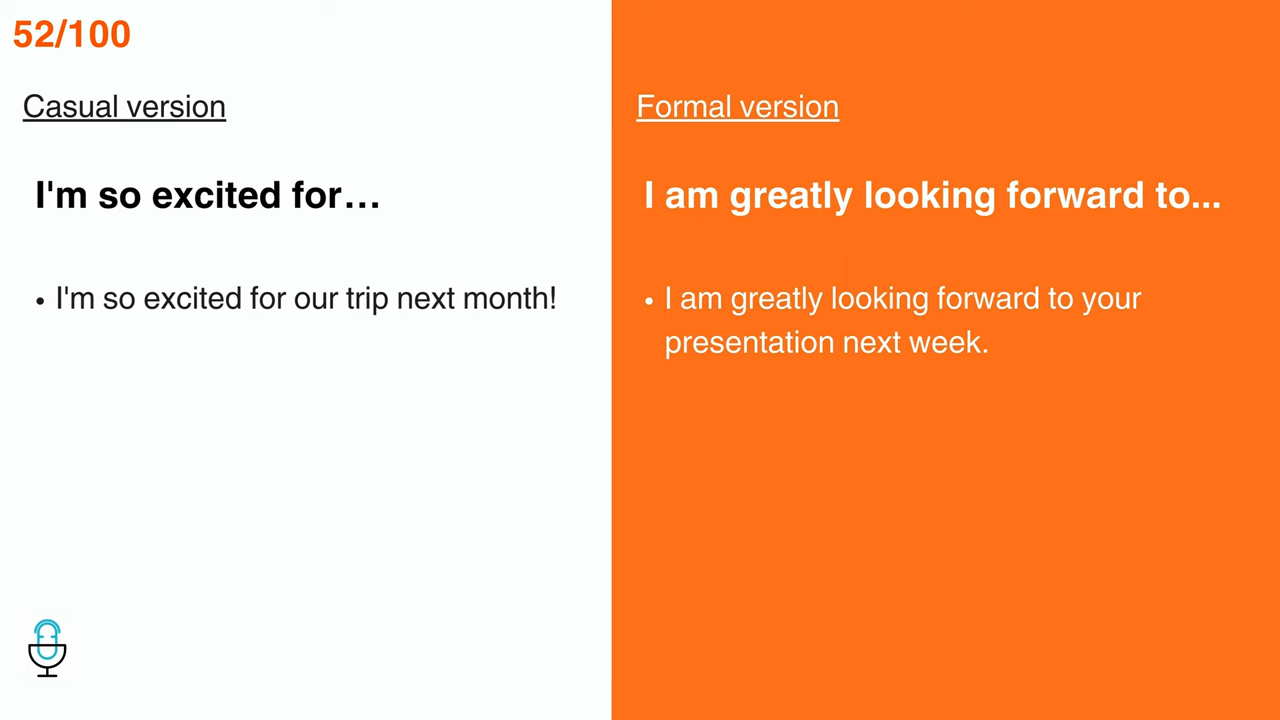 52/100
Casual version
I'm so excited for…
• I'm so excited for our trip next month!
Formal version
I am greatly looking forward to...
• I am greatly looking forward to your
presentation next week.